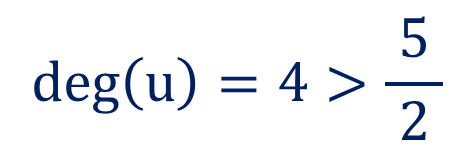 deg(u) = 4 > 5/2